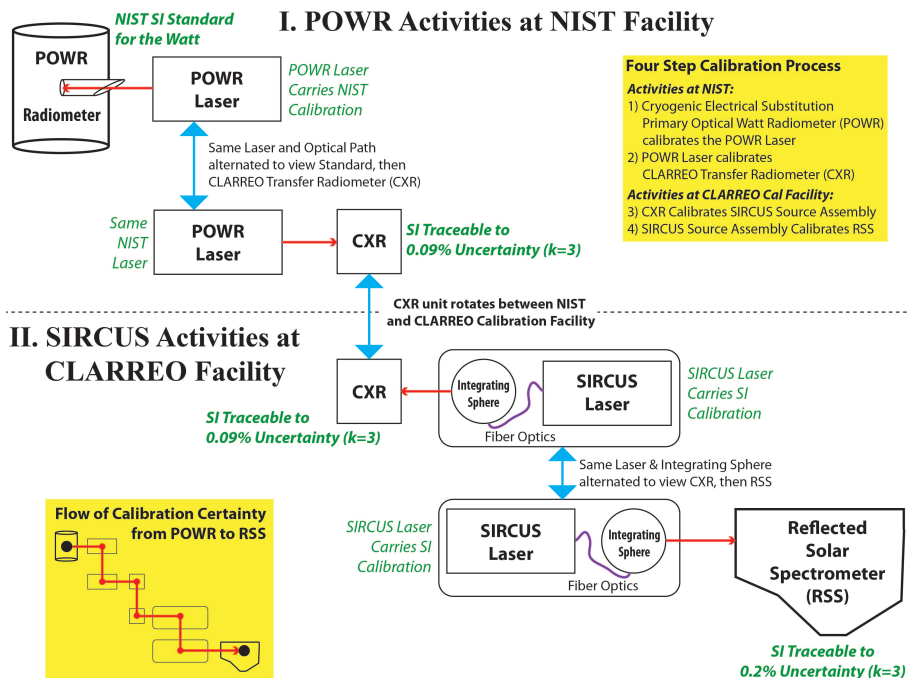 I. POWR Activities at NIST Facility
NIST SI Standard
for the Watt
POWR
Radiometer
POWR
Laser
POWR Laser
Carries NIST
Calibration
Four Step Calibration Process
Activities at NIST:
1) Cryogenic Electrical Substitution
Primary Optical Watt Radiometer (POWR)
calibrates the POWR Laser
2) POWR Laser calibrates
CLARREO Transfer Radiometer (CXR)
Activities at CLARREO Cal Facility:
3) CXR Calibrates SIRCUS Source Assembly
4) SIRCUS Source Assembly Calibrates RSS
Same Laser and Optical Path
alternated to view Standard, then
CLARREO Transfer Radiometer (CXR)
Same
NIST
Laser
POWR
Laser
CXR
SI Traceable to
0.09% Uncertainty (k=3)
CXR unit rotates between NIST
and CLARREO Calibration Facility
II. SIRCUS Activities at
CLARREO Facility
CXR
SI Traceable to
0.09% Uncertainty (k=3)
Integrating
Sphere
SIRCUS
Laser
Fiber Optics
SIRCUS Laser
Carries SI
Calibration
Same Laser & Integrating Sphere
alternated to view CXR, then RSS
Flow of Calibration Certainty
from POWR to RSS
SIRCUS Laser
Carries SI
Calibration
SIRCUS
Laser
Integrating
Sphere
Fiber Optics
Reflected
Solar
Spectrometer
(RSS)
SI Traceable to
0.2% Uncertainty (k=3)